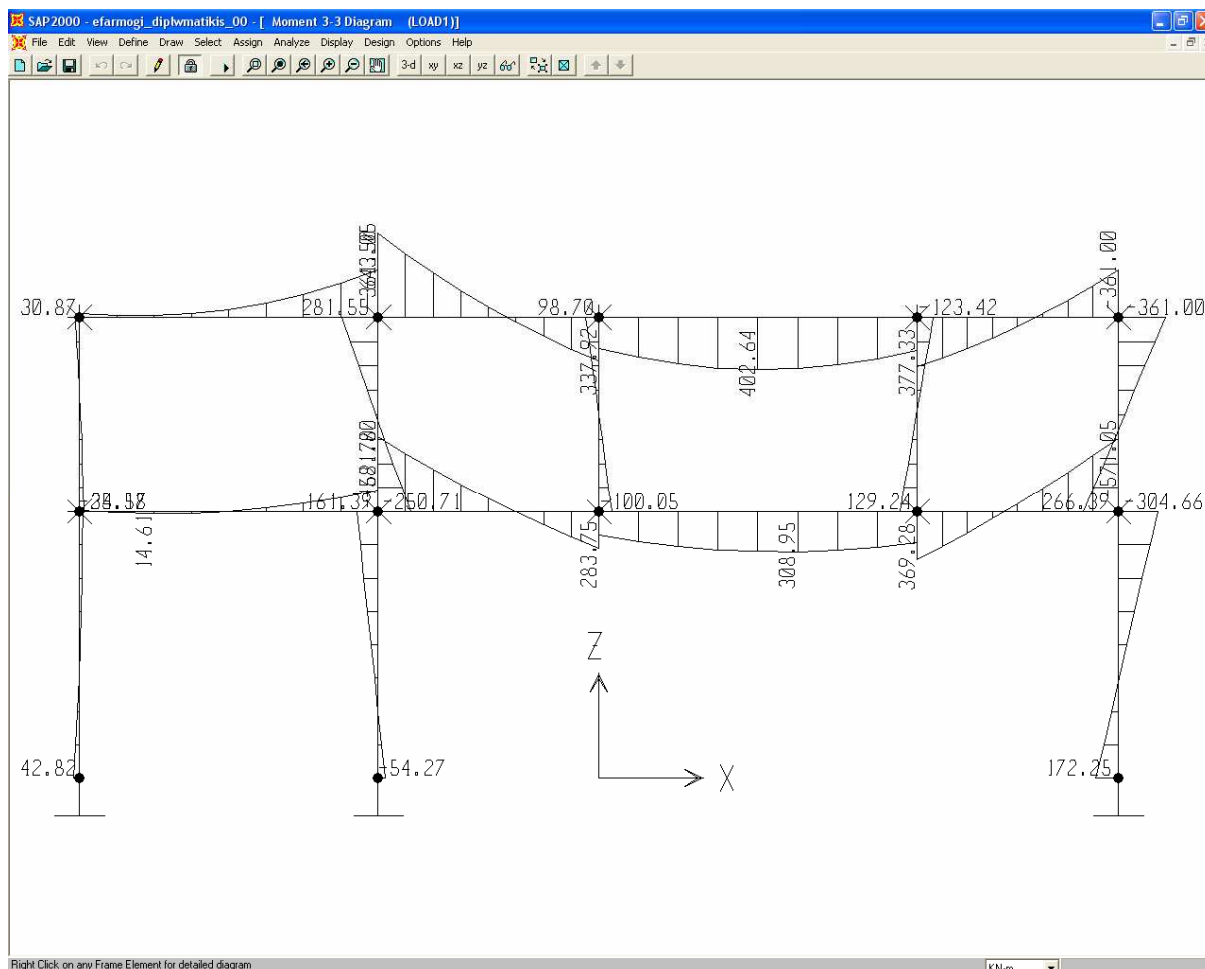 SAP2000 - efarmogi_diplwmatikis_00 - [ Moment 3-3 Diagram (LOAD1)]
File Edit View Define Draw Select Assign Analyze Display Design Options Help
3-d xy xz yz
-361.00
30.87 281.55 98.70 -123.42 -361.00
337.92 402.64 377.33
-571.05
161.39 -250.71 -100.05 129.24 266.39 -304.66
14.61 283.75 308.95 369.28
Z
X
42.82 -54.27 172.25
Right Click on any Frame Element for detailed diagram
KN-m